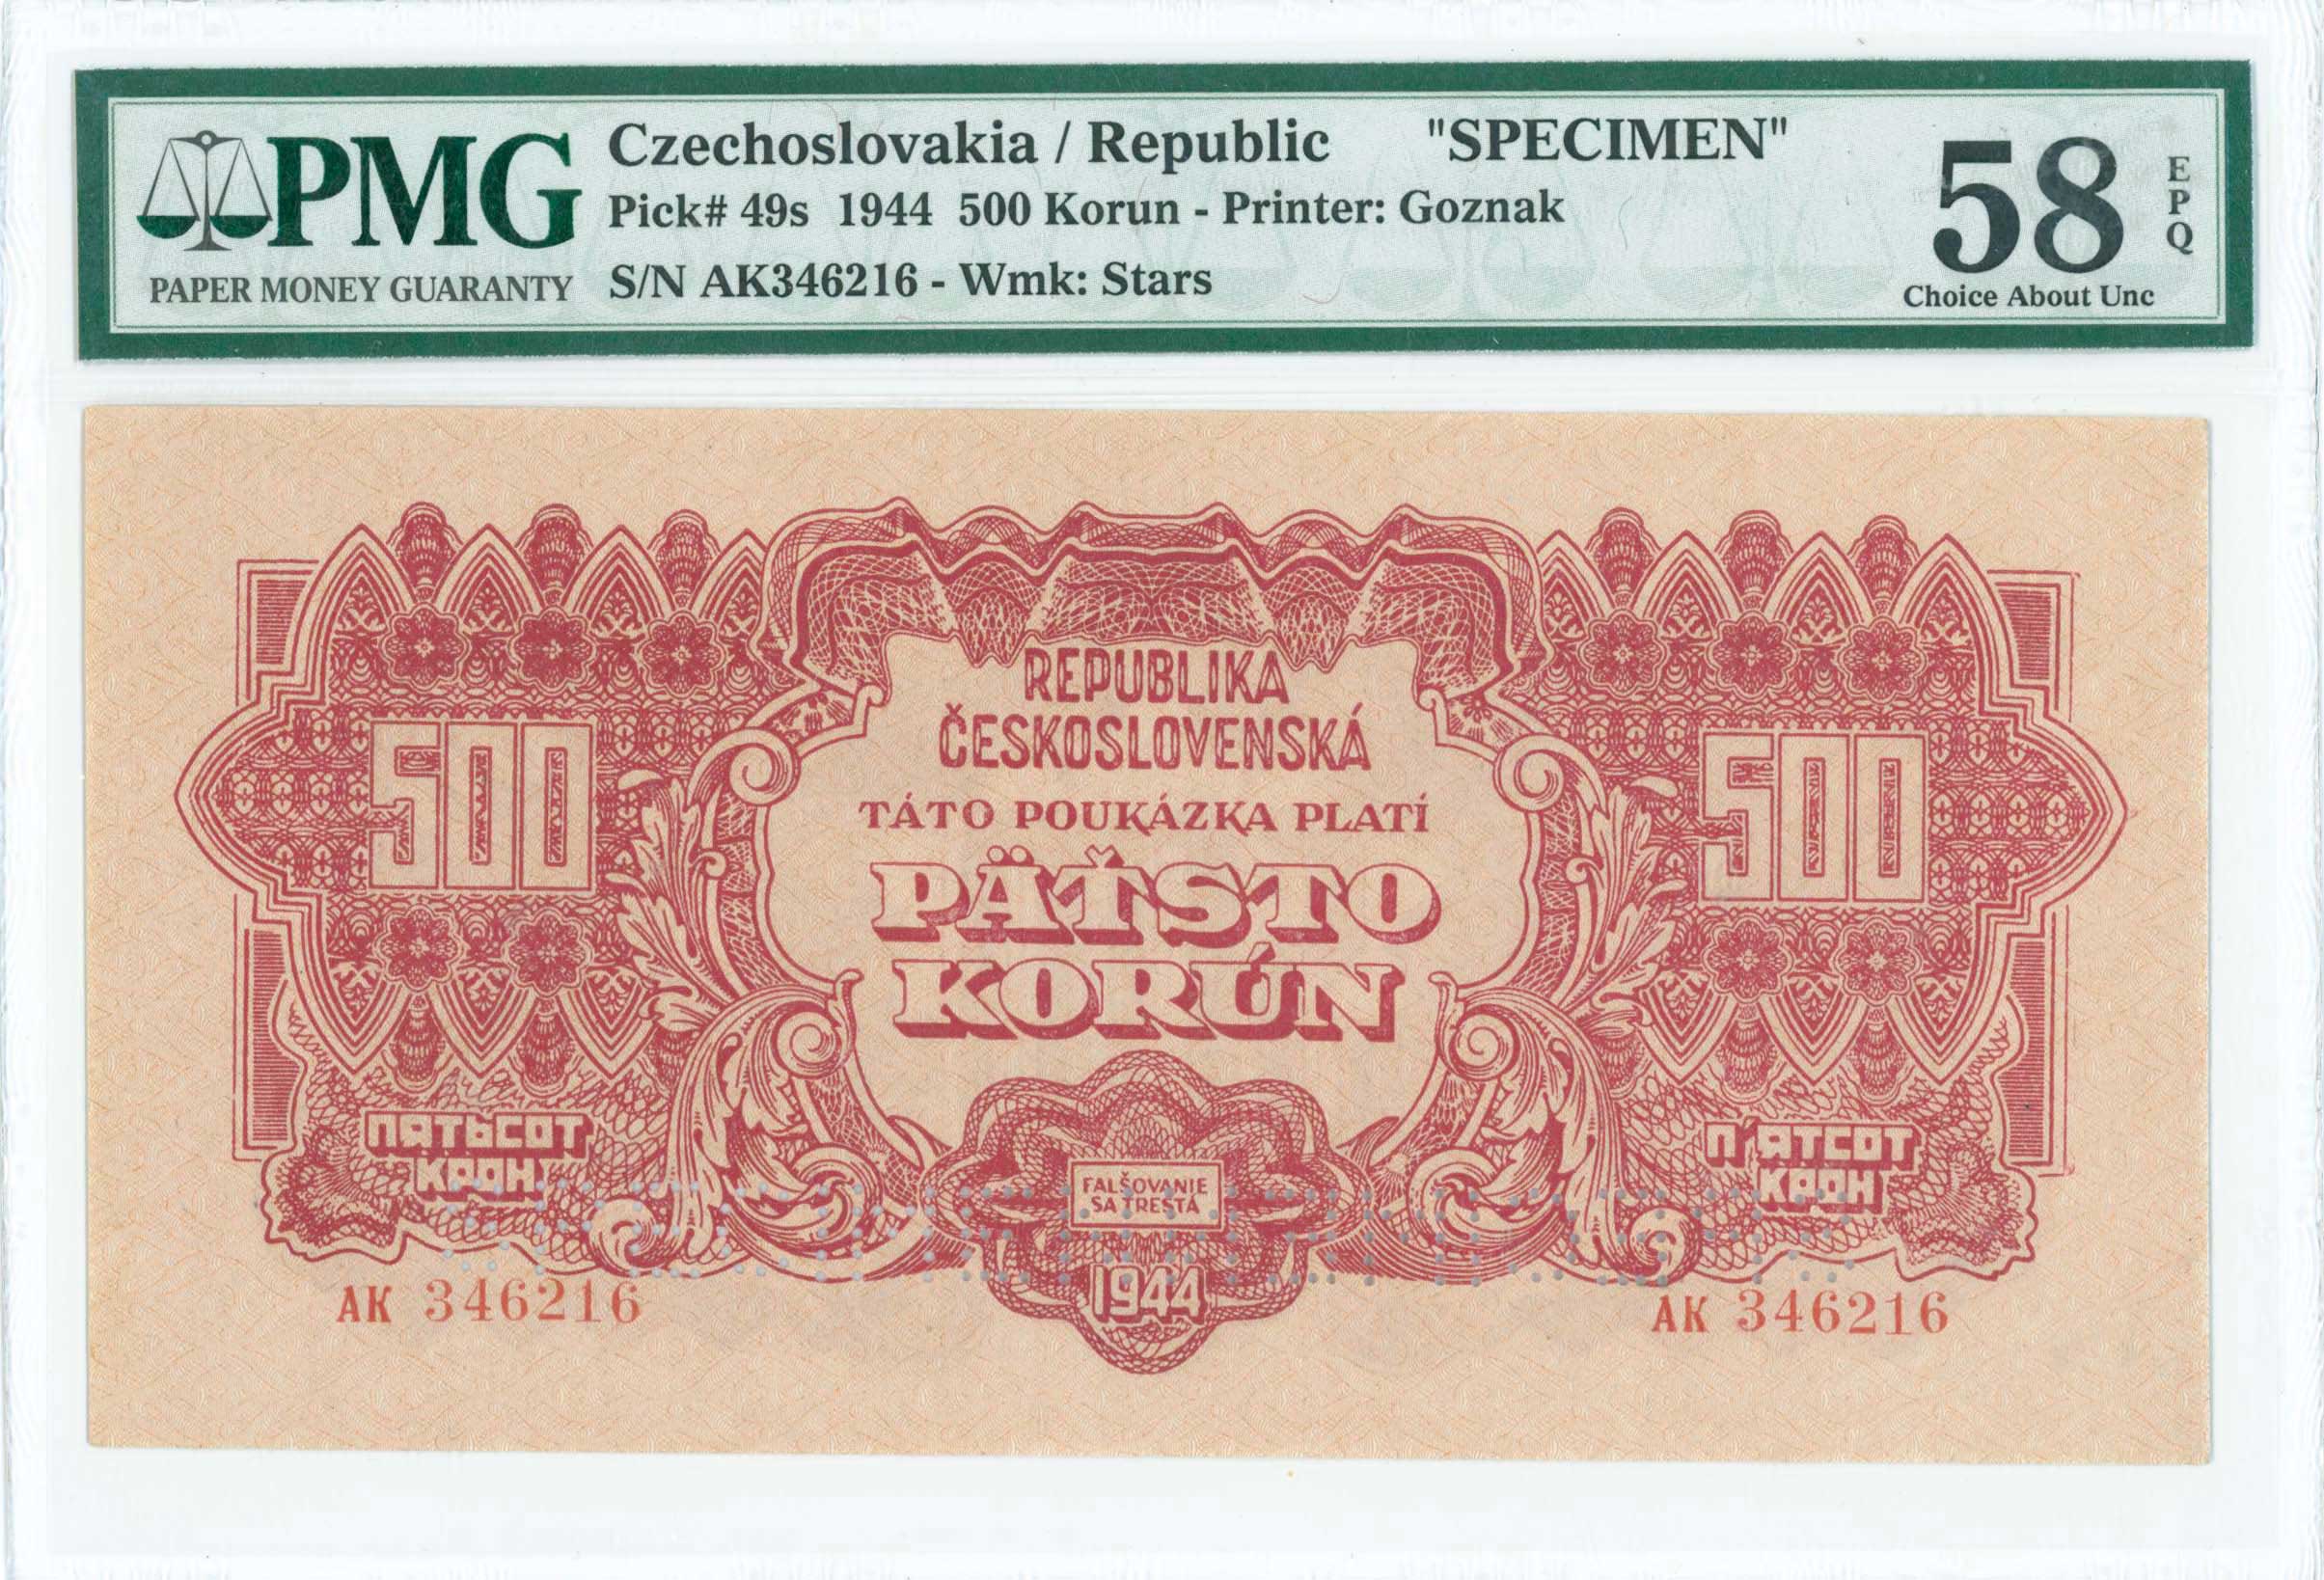 PMG
PAPER MONEY GUARANTY
Czechoslovakia / Republic "SPECIMEN"
Pick# 49s 1944 500 Korun - Printer: Goznak
S/N AK346216 - Wmk: Stars
58
EPQ
Choice About Unc
REPUBLIKA
ČESKOSLOVENSKÁ
TÁTO POUKÁZKA PLATÍ
PÄŤSTO
KORÚN
500
500
ПЯТЬСОТ
КРОН
П'ЯТСОТ
КРОН
FALŠOVANIE
SA TRESTÁ
1944
АК 346216
АК 346216